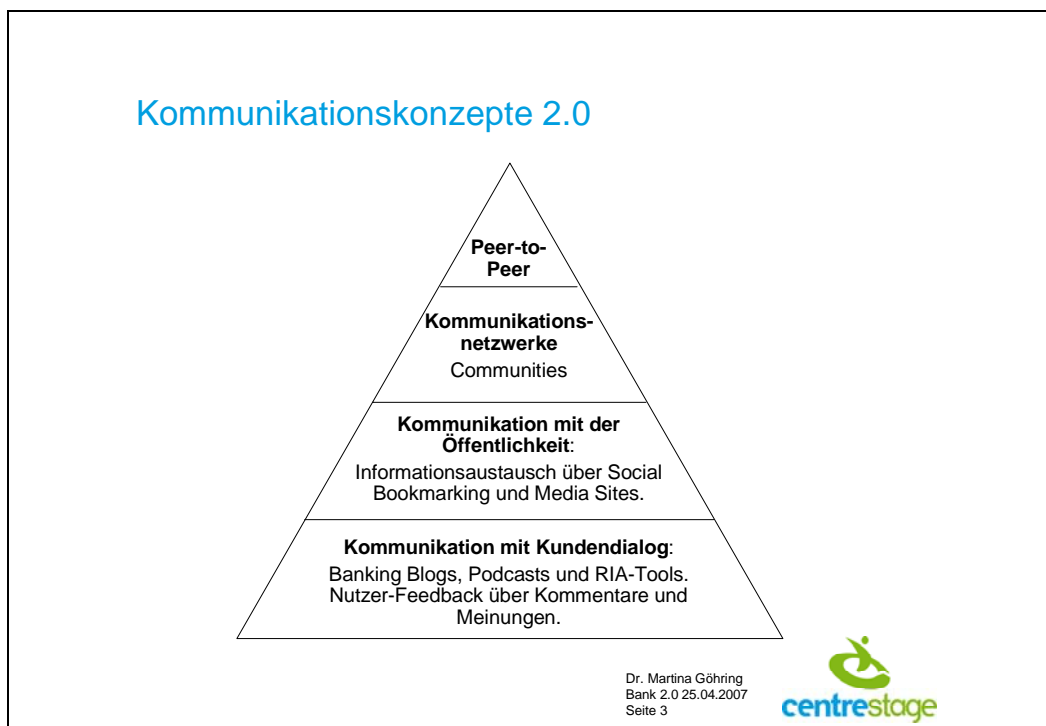 Kommunikationskonzepte 2.0
Peer-to-
Peer
Kommunikations-
netzwerke
Communities
Kommunikation mit der
Öffentlichkeit:
Informationsaustausch über Social
Bookmarking und Media Sites.
Kommunikation mit Kundendialog:
Banking Blogs, Podcasts und RIA-Tools.
Nutzer-Feedback über Kommentare und
Meinungen.
Dr. Martina Göhring
Bank 2.0 25.04.2007
Seite 3
centrestage